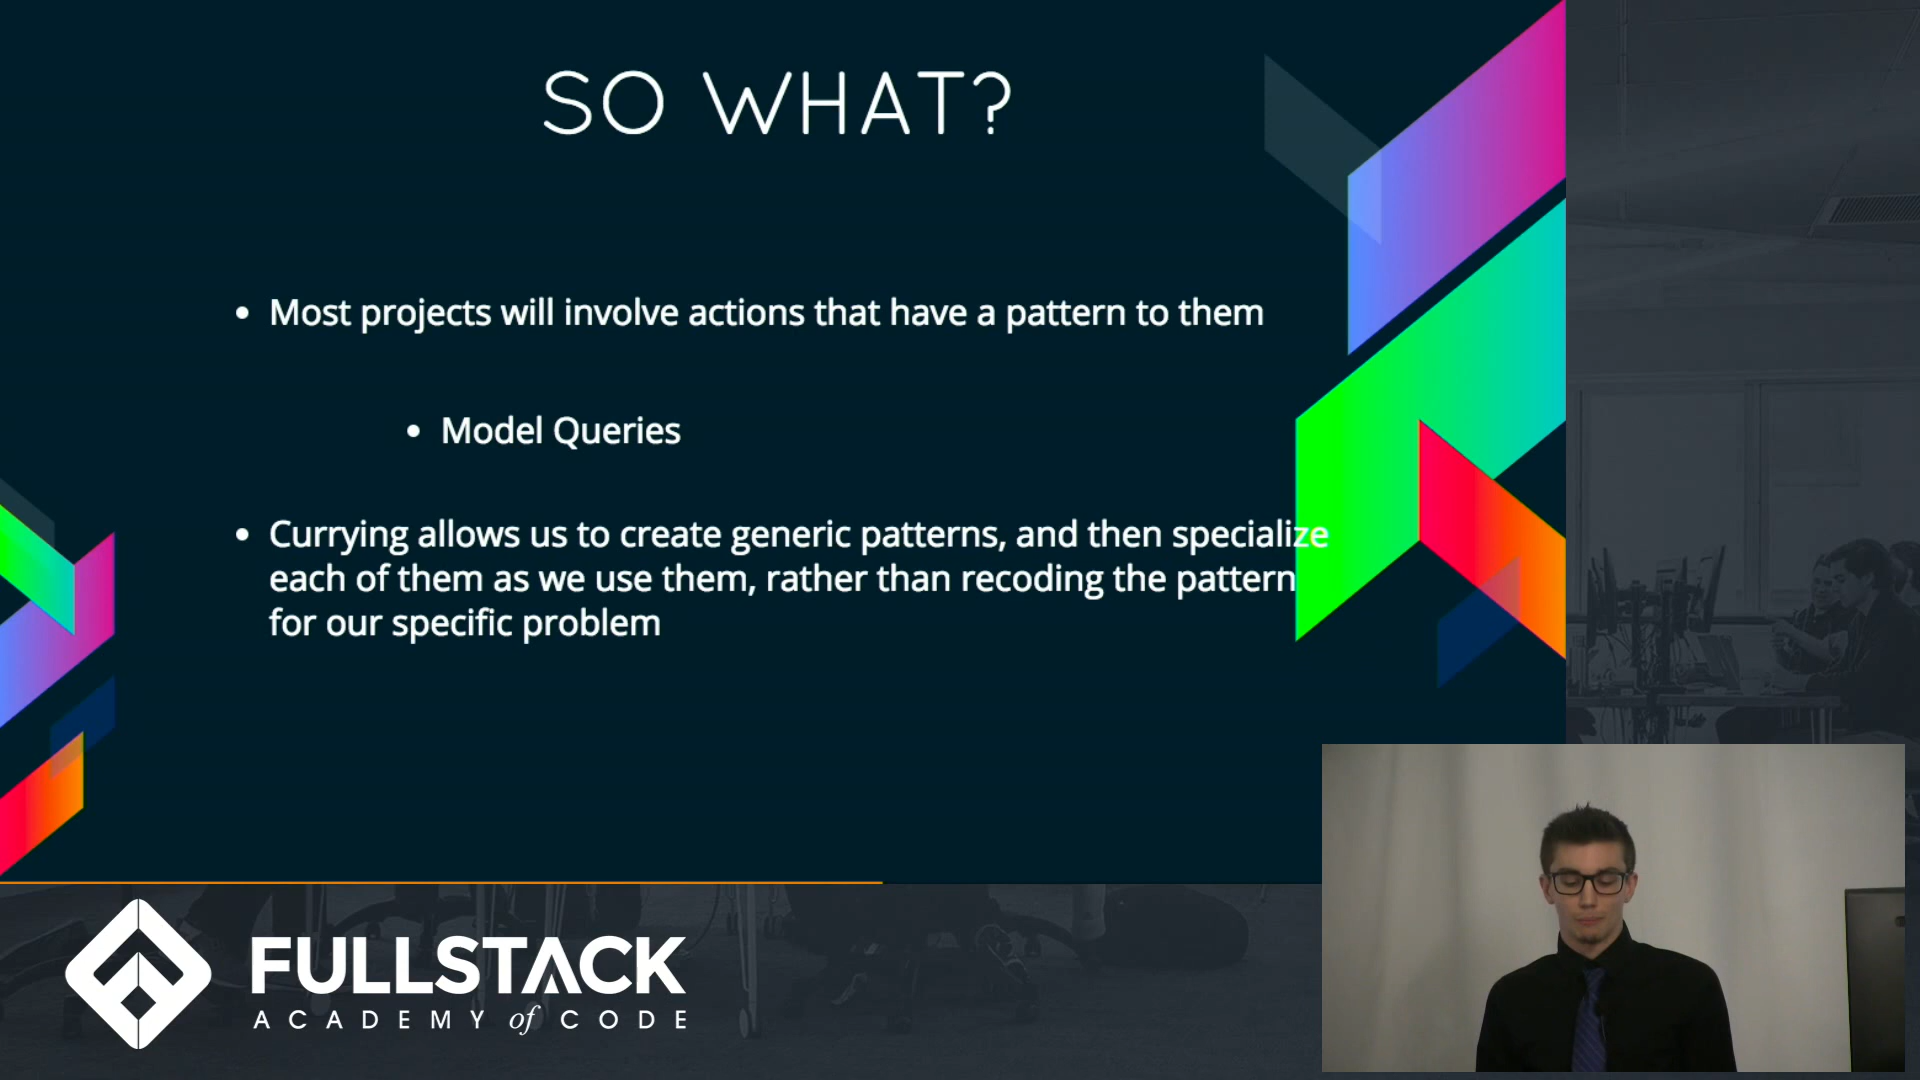 SO WHAT?
• Most projects will involve actions that have a pattern to them
• Model Queries
• Currying allows us to create generic patterns, and then specialize
each of them as we use them, rather than recoding the pattern
for our specific problem
FULLSTACK
ACADEMY of CODE